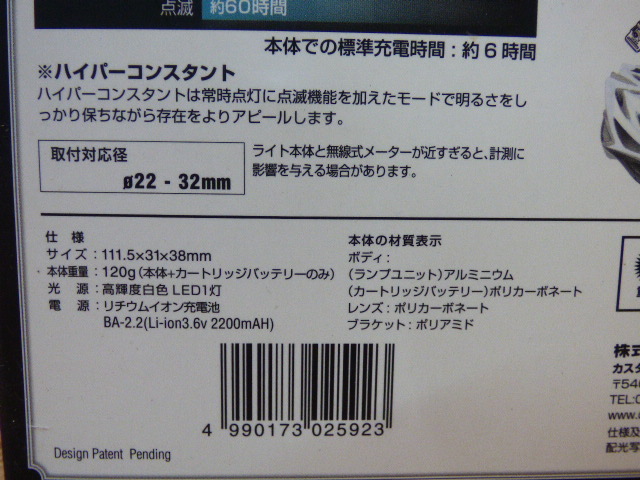 点滅 約60時間
本体での標準充電時間：約6時間
※ハイパーコンスタント
ハイパーコンスタントは常時点灯に点滅機能を加えたモードで明るさをし
っかり保ちながら存在をよりアピールします。
取付対応径
ø22 - 32mm
ライト本体と無線式メーターが近すぎると、計測に
影響を与える場合があります。
仕 様
サイズ：111.5×31×38mm
本体重量：120g（本体+カートリッジバッテリーのみ）
光 源：高輝度白色 LED1灯
電 源：リチウムイオン充電池
BA-2.2(Li-ion3.6v 2200mAH)
本体の材質表示
ボディ：
（ランプユニット）アルミニウム
（カートリッジバッテリー）ポリカーボネート
レンズ：ポリカーボネート
ブラケット：ポリアミド
株式
カスタ
〒546
TEL:0
www.
仕様及
配光写
4 990173 025923
Design Patent Pending